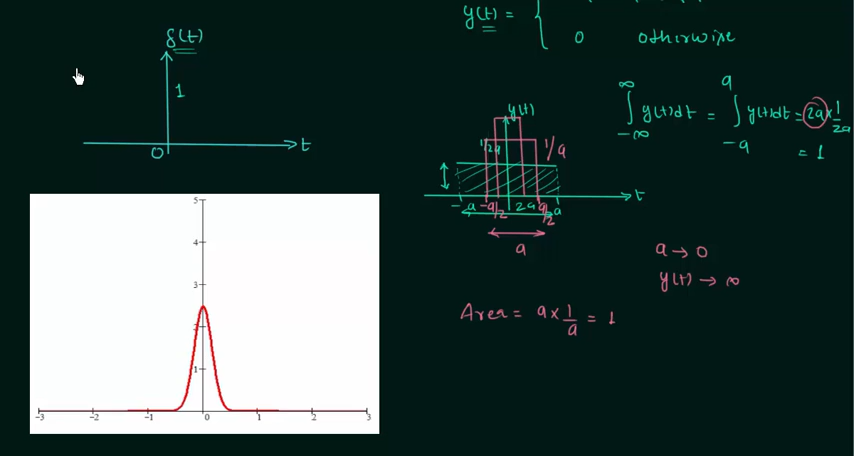 δ(t)
1
0
t
y(t) = {
0 otherwise
∞ a
∫ y(t)dt = ∫ y(t)dt = 2a × 1/2a
-∞ -a
= 1
y(t)
1/2a 1/a
t
-a -a/2 2a a/2 a
a
a → 0
y(t) → ∞
Area = a × 1/a = 1
5
4
3
2
1
-3 -2 -1 0 1 2 3